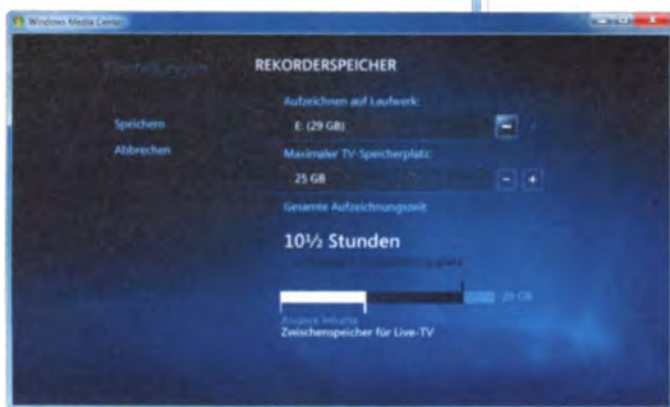 Windows Media Center
Einstellungen
REKORDERSPEICHER
Speichern
Abbrechen
Aufzeichnen auf Laufwerk:
E: (29 GB)
Maximaler TV-Speicherplatz:
25 GB
Gesamte Aufzeichnungszeit:
10½ Stunden
29 GB
Andere Inhalte
Zwischenspeicher für Live-TV